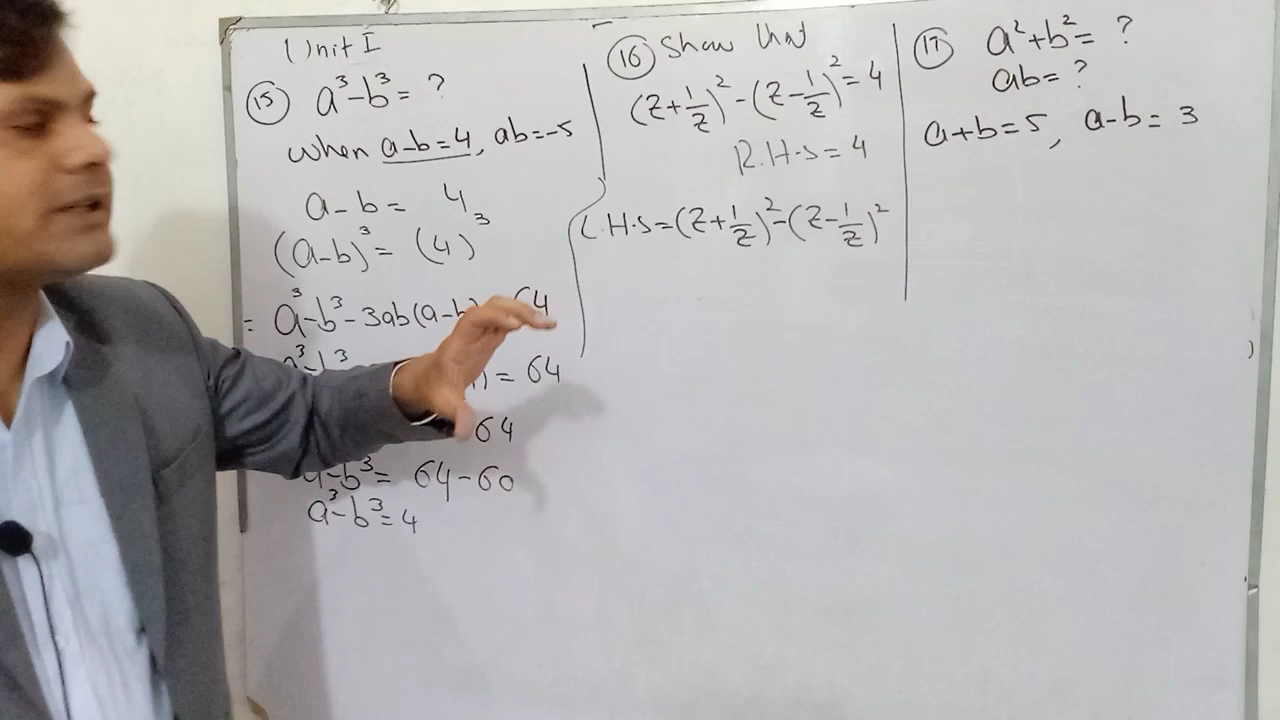 Unit I
(15) a³-b³= ?
when a-b=4, ab=-5
a-b= 4
(a-b)³= (4)³
= a³-b³-3ab(a-b) 64
a³-b³ = 64
64
a-b³= 64-60
a³-b³=4
(16) Show that
(z+1/z)²-(z-1/z)²=4
R.H.S=4
L.H.S=(z+1/z)²-(z-1/z)²
(17) a²+b²= ?
ab= ?
a+b=5, a-b= 3